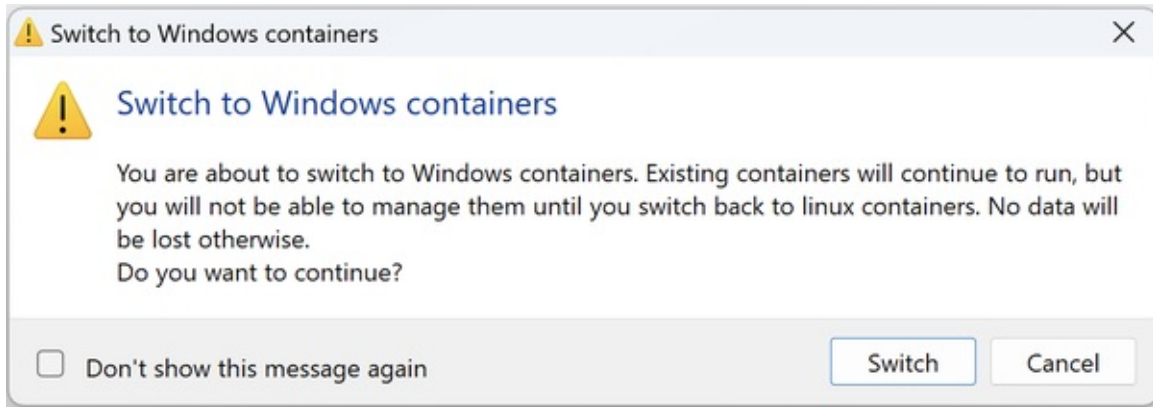 Switch to Windows containers
Switch to Windows containers
You are about to switch to Windows containers. Existing containers will continue to run, but
you will not be able to manage them until you switch back to linux containers. No data will
be lost otherwise.
Do you want to continue?
Don't show this message again
Switch
Cancel